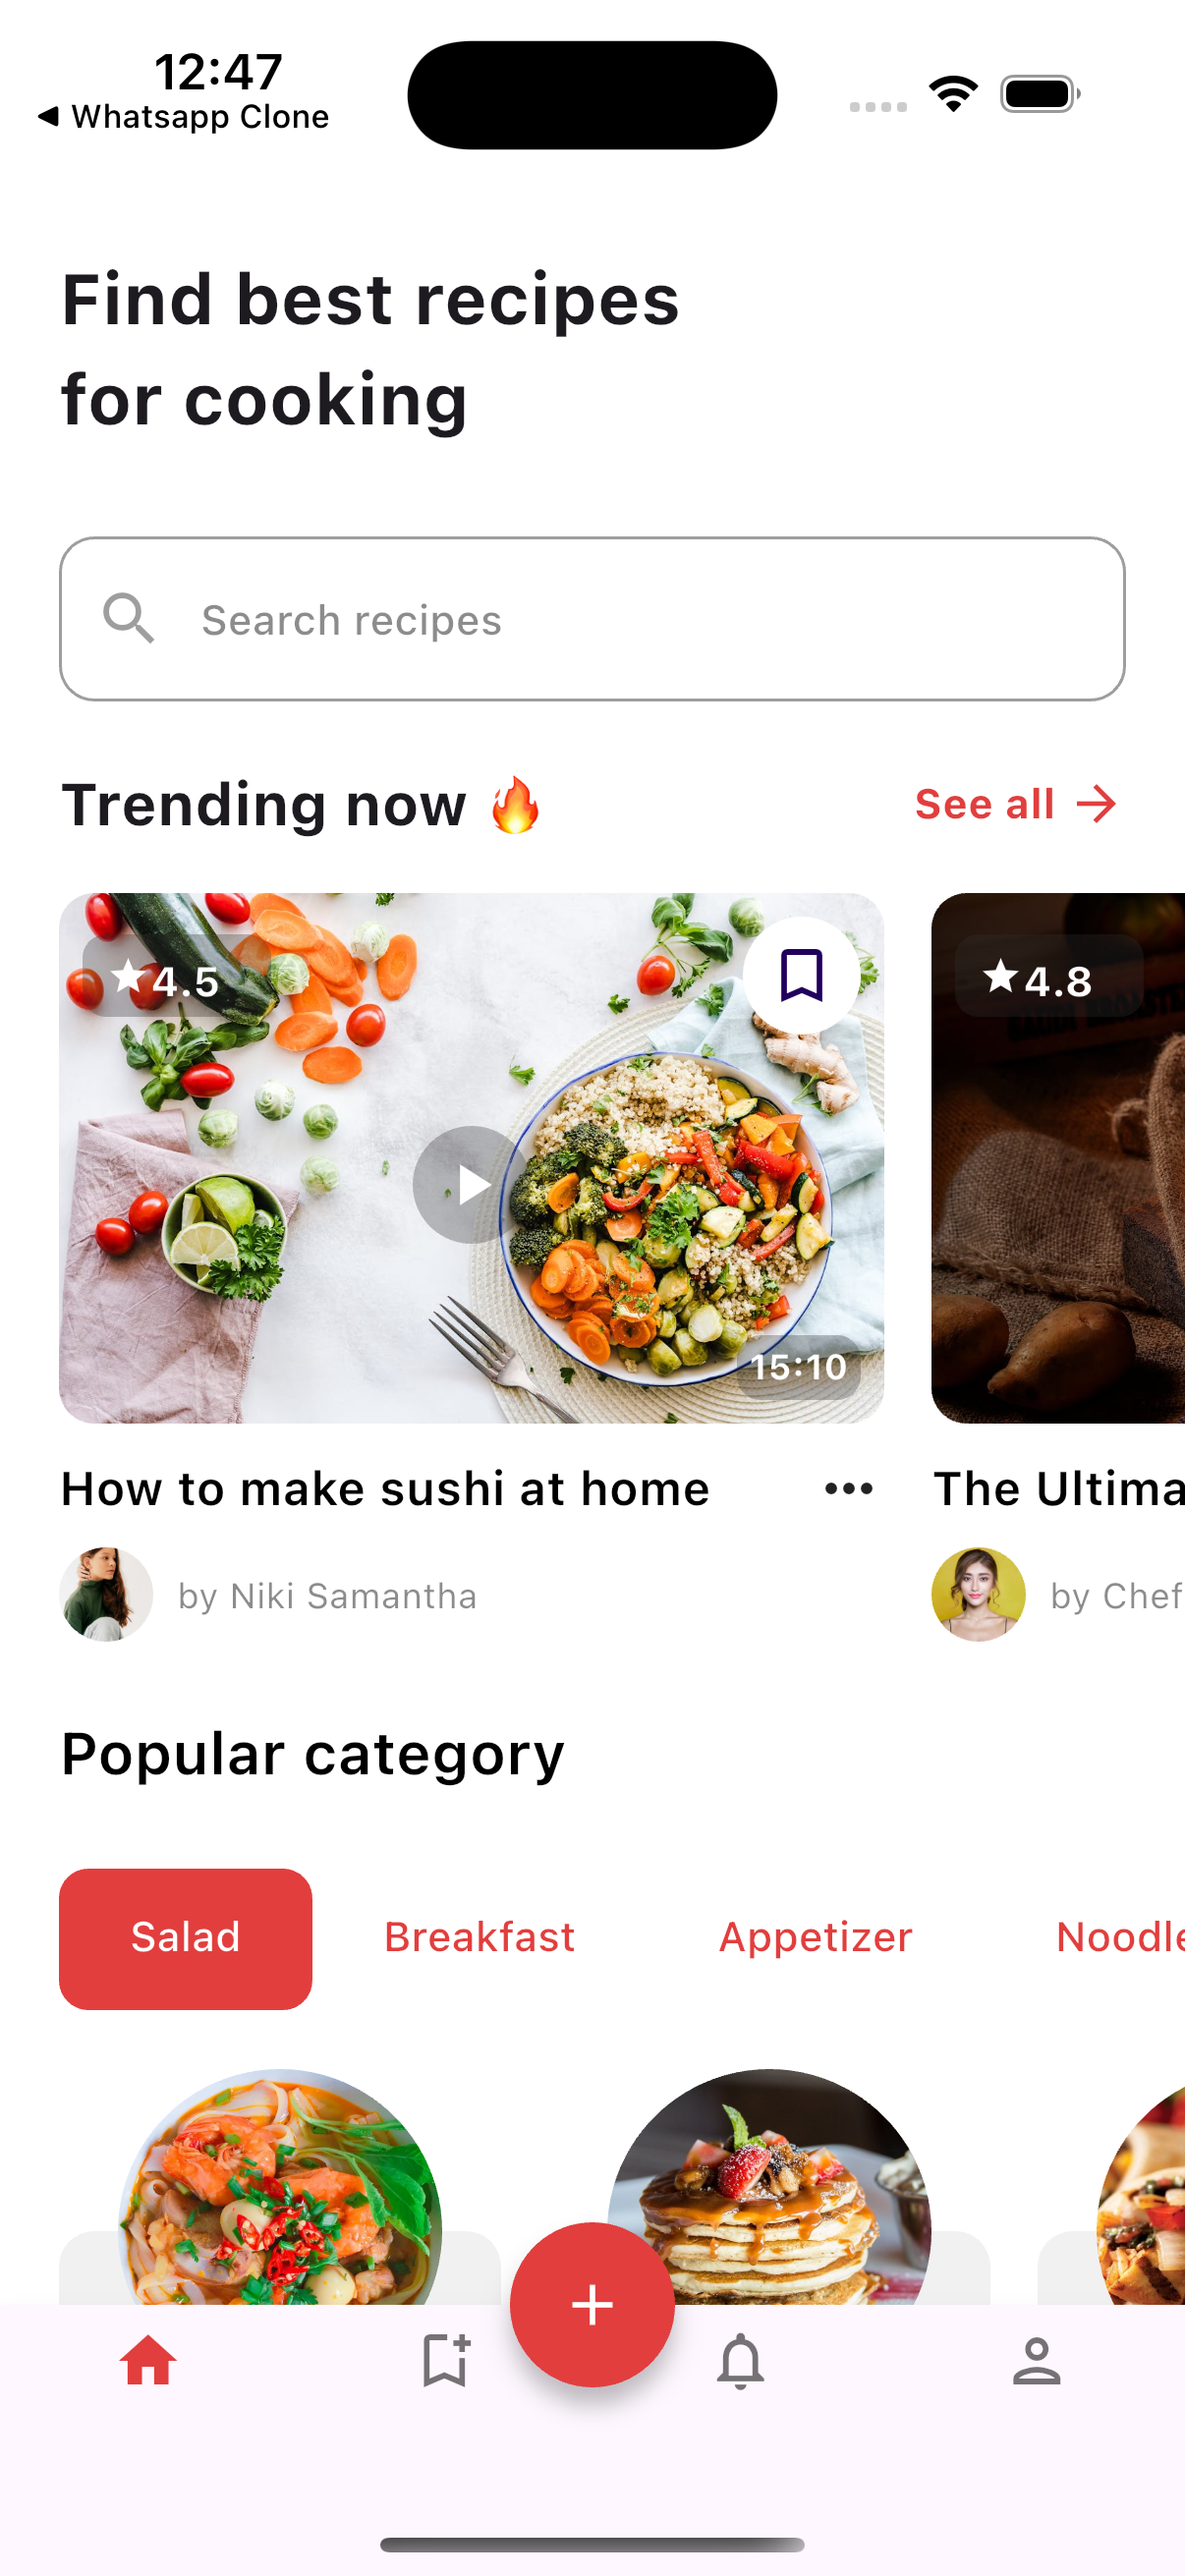 12:47
◀ Whatsapp Clone
Find best recipes
for cooking
Search recipes
Trending now 🔥
See all →
4.5
4.8
15:10
How to make sushi at home
The Ultima
by Niki Samantha
by Chef
Popular category
Salad
Breakfast
Appetizer
Noodle